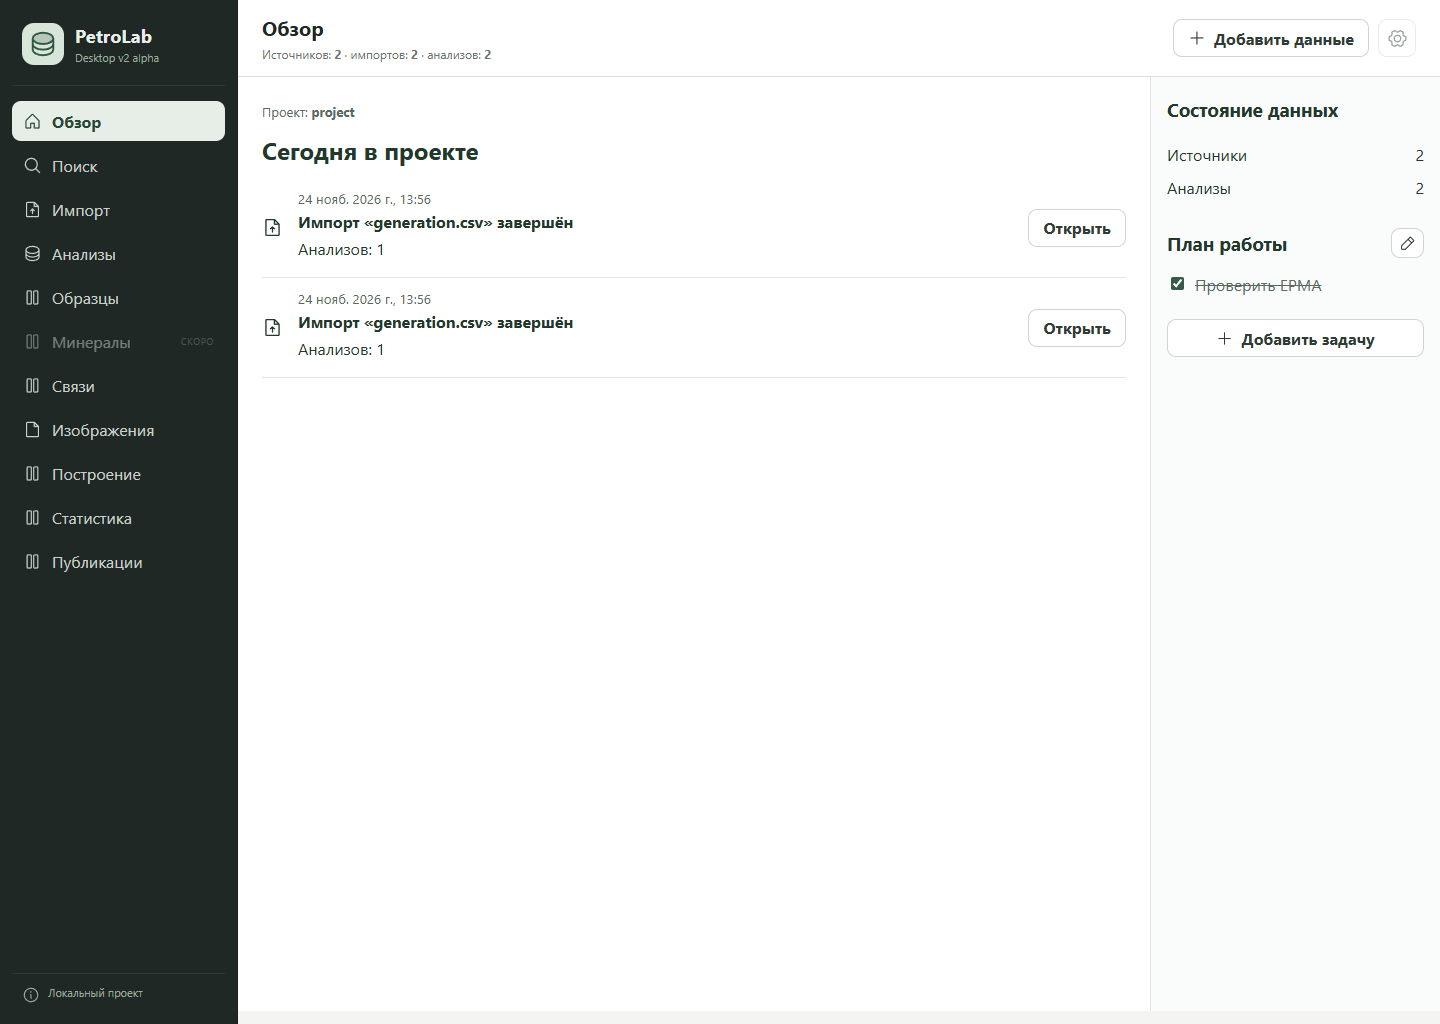 PetroLab
Desktop v2 alpha
Обзор
Поиск
Импорт
Анализы
Образцы
Минералы СКОРО
Связи
Изображения
Построение
Статистика
Публикации
Локальный проект
Обзор
Источников: 2 · импортов: 2 · анализов: 2
Добавить данные
Проект: project
Сегодня в проекте
24 нояб. 2026 г., 13:56
Импорт «generation.csv» завершён
Анализов: 1
Открыть
24 нояб. 2026 г., 13:56
Импорт «generation.csv» завершён
Анализов: 1
Открыть
Состояние данных
Источники 2
Анализы 2
План работы
Проверить EPMA
Добавить задачу